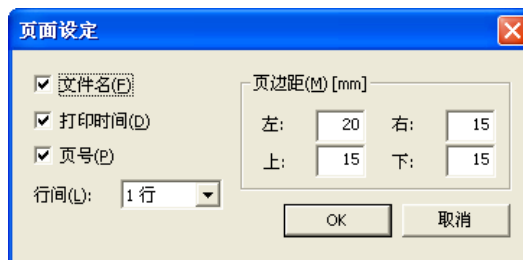 页面设定
文件名(F)
打印时间(D)
页号(P)
行间(L): 1 行
页边距(M) [mm]
左: 20 右: 15
上: 15 下: 15
OK 取消